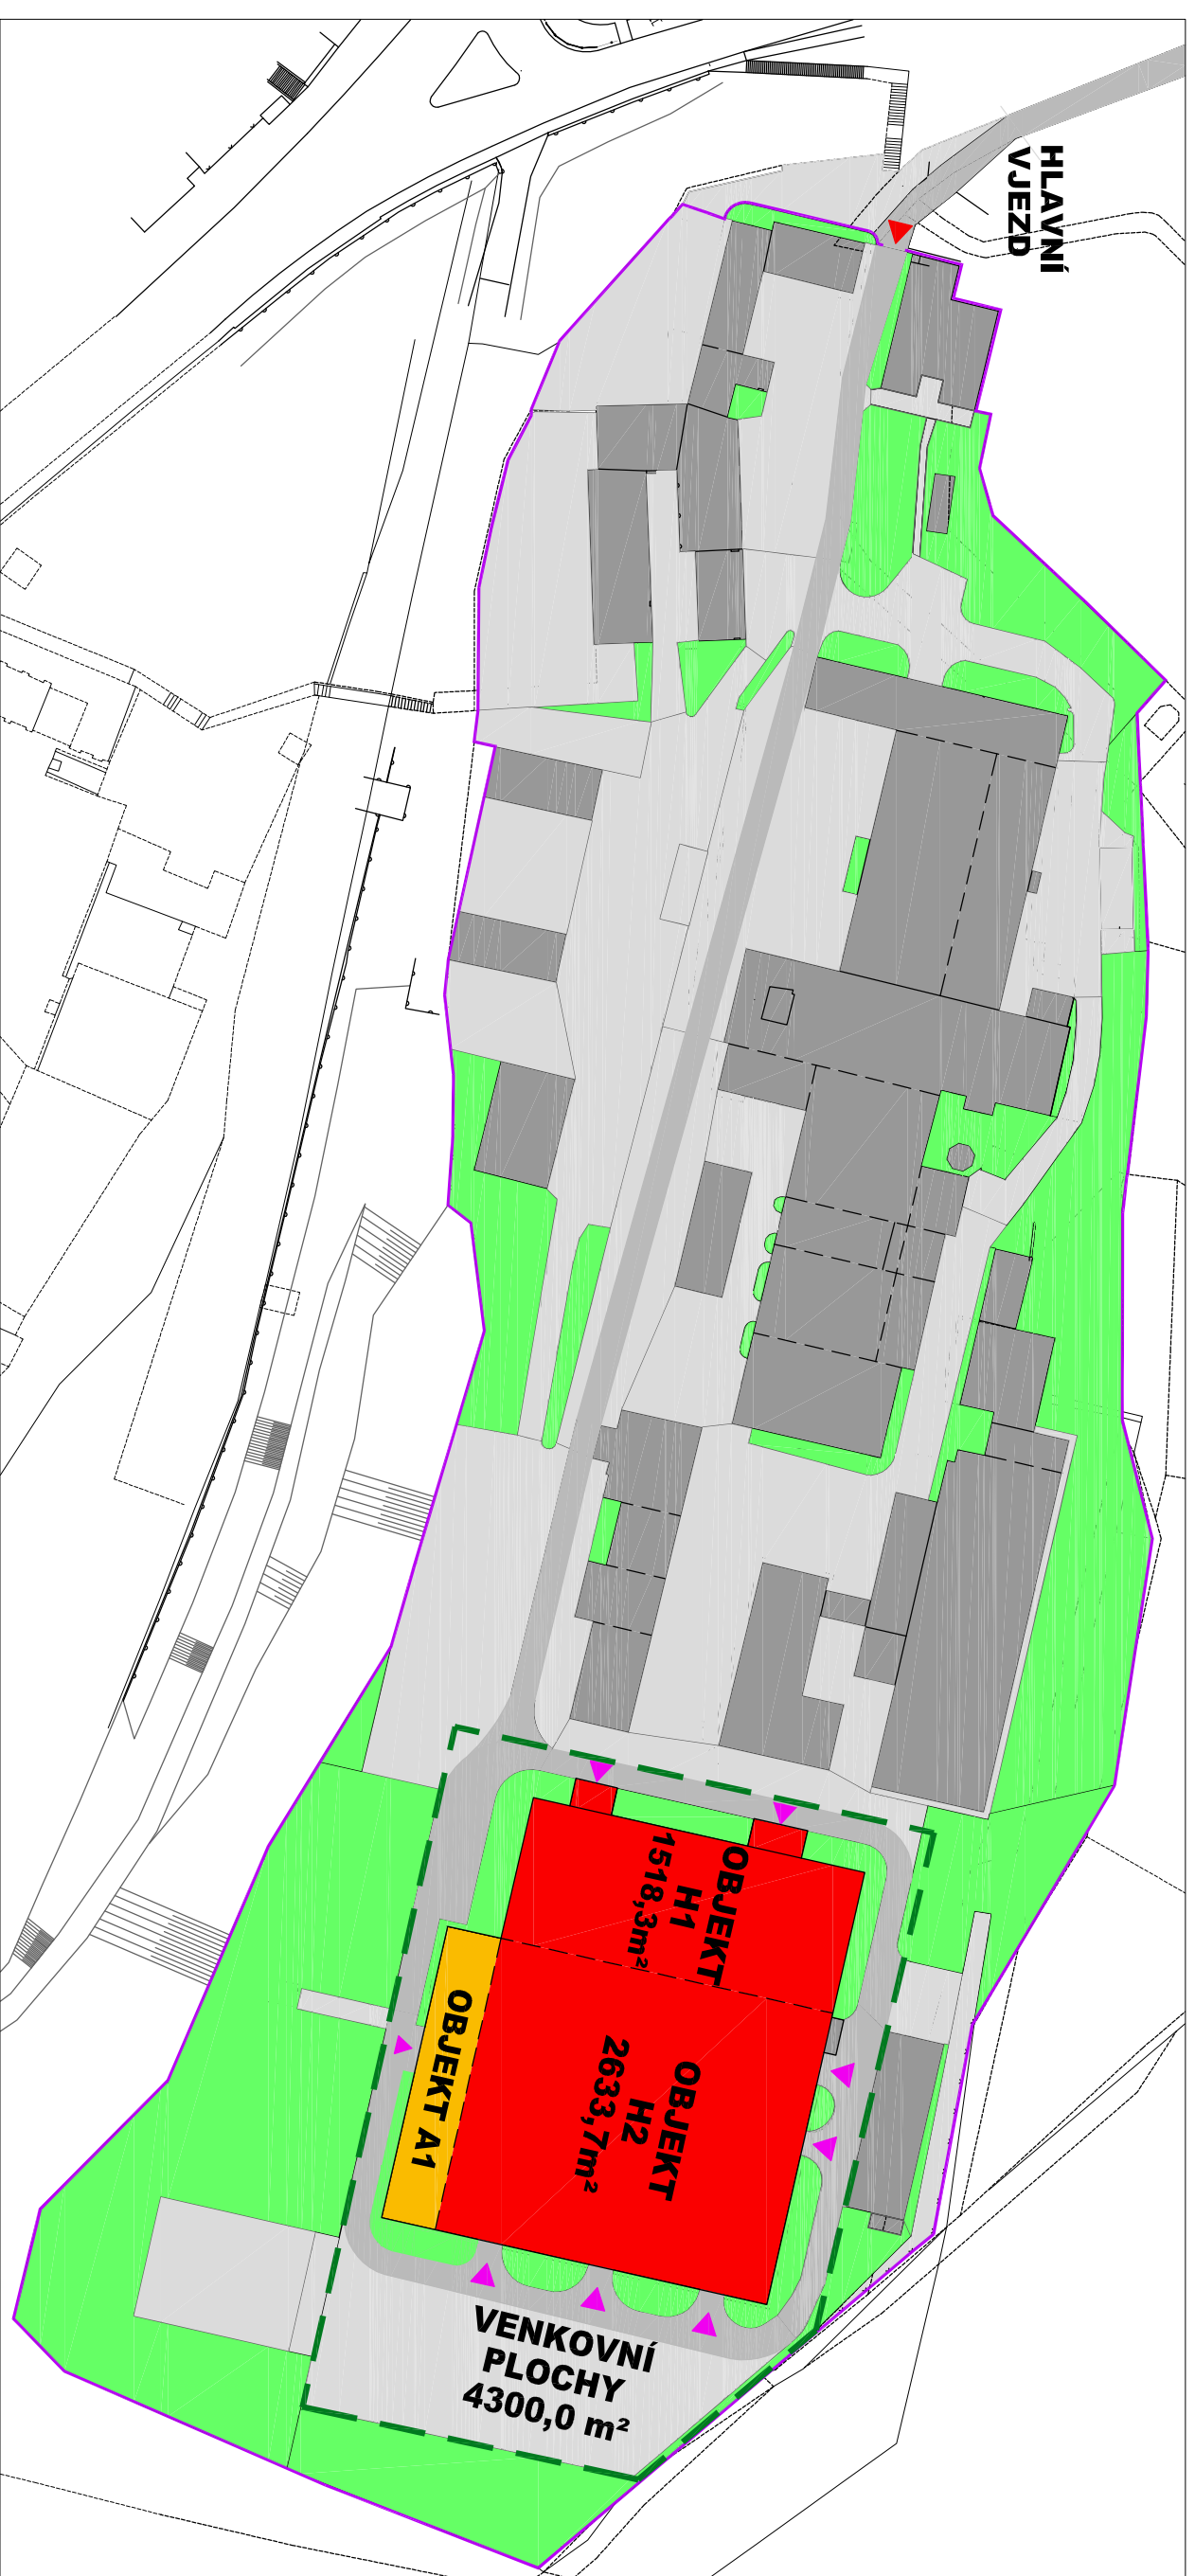 HLAVNÍ
VJEZD
OBJEKT
H1
1518,3m²
OBJEKT
H2
2633,7m²
OBJEKT A1
VENKOVNÍ
PLOCHY
4300,0 m²